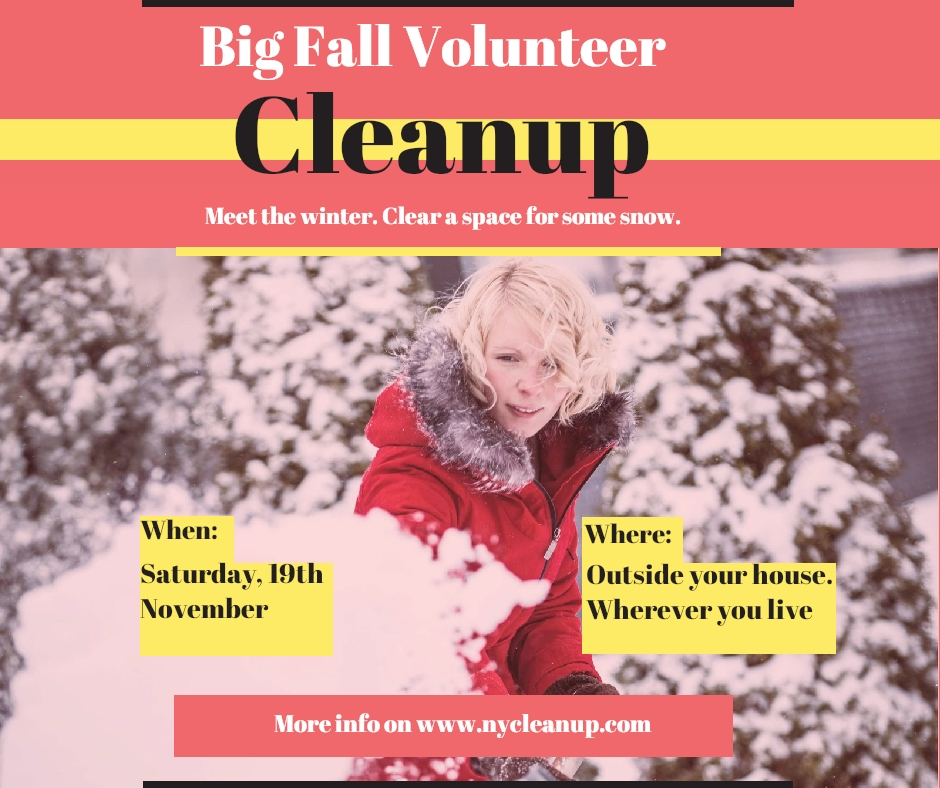 Big Fall Volunteer
Cleanup
Meet the winter. Clear a space for some snow.
When:
Saturday, 19th
November
Where:
Outside your house.
Wherever you live
More info on www.nycleanup.com